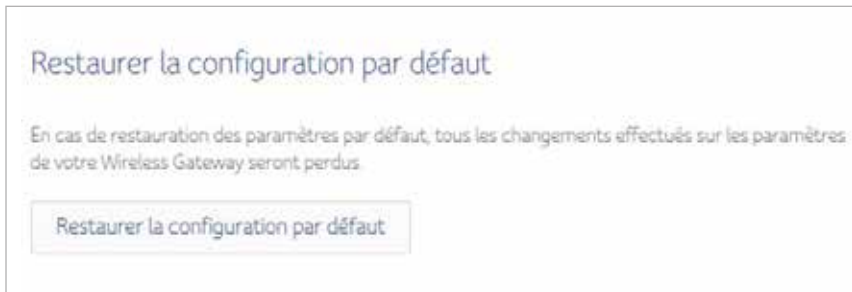 Restaurer la configuration par défaut
En cas de restauration des paramètres par défaut, tous les changements effectués sur les paramètres
de votre Wireless Gateway seront perdus
Restaurer la configuration par défaut